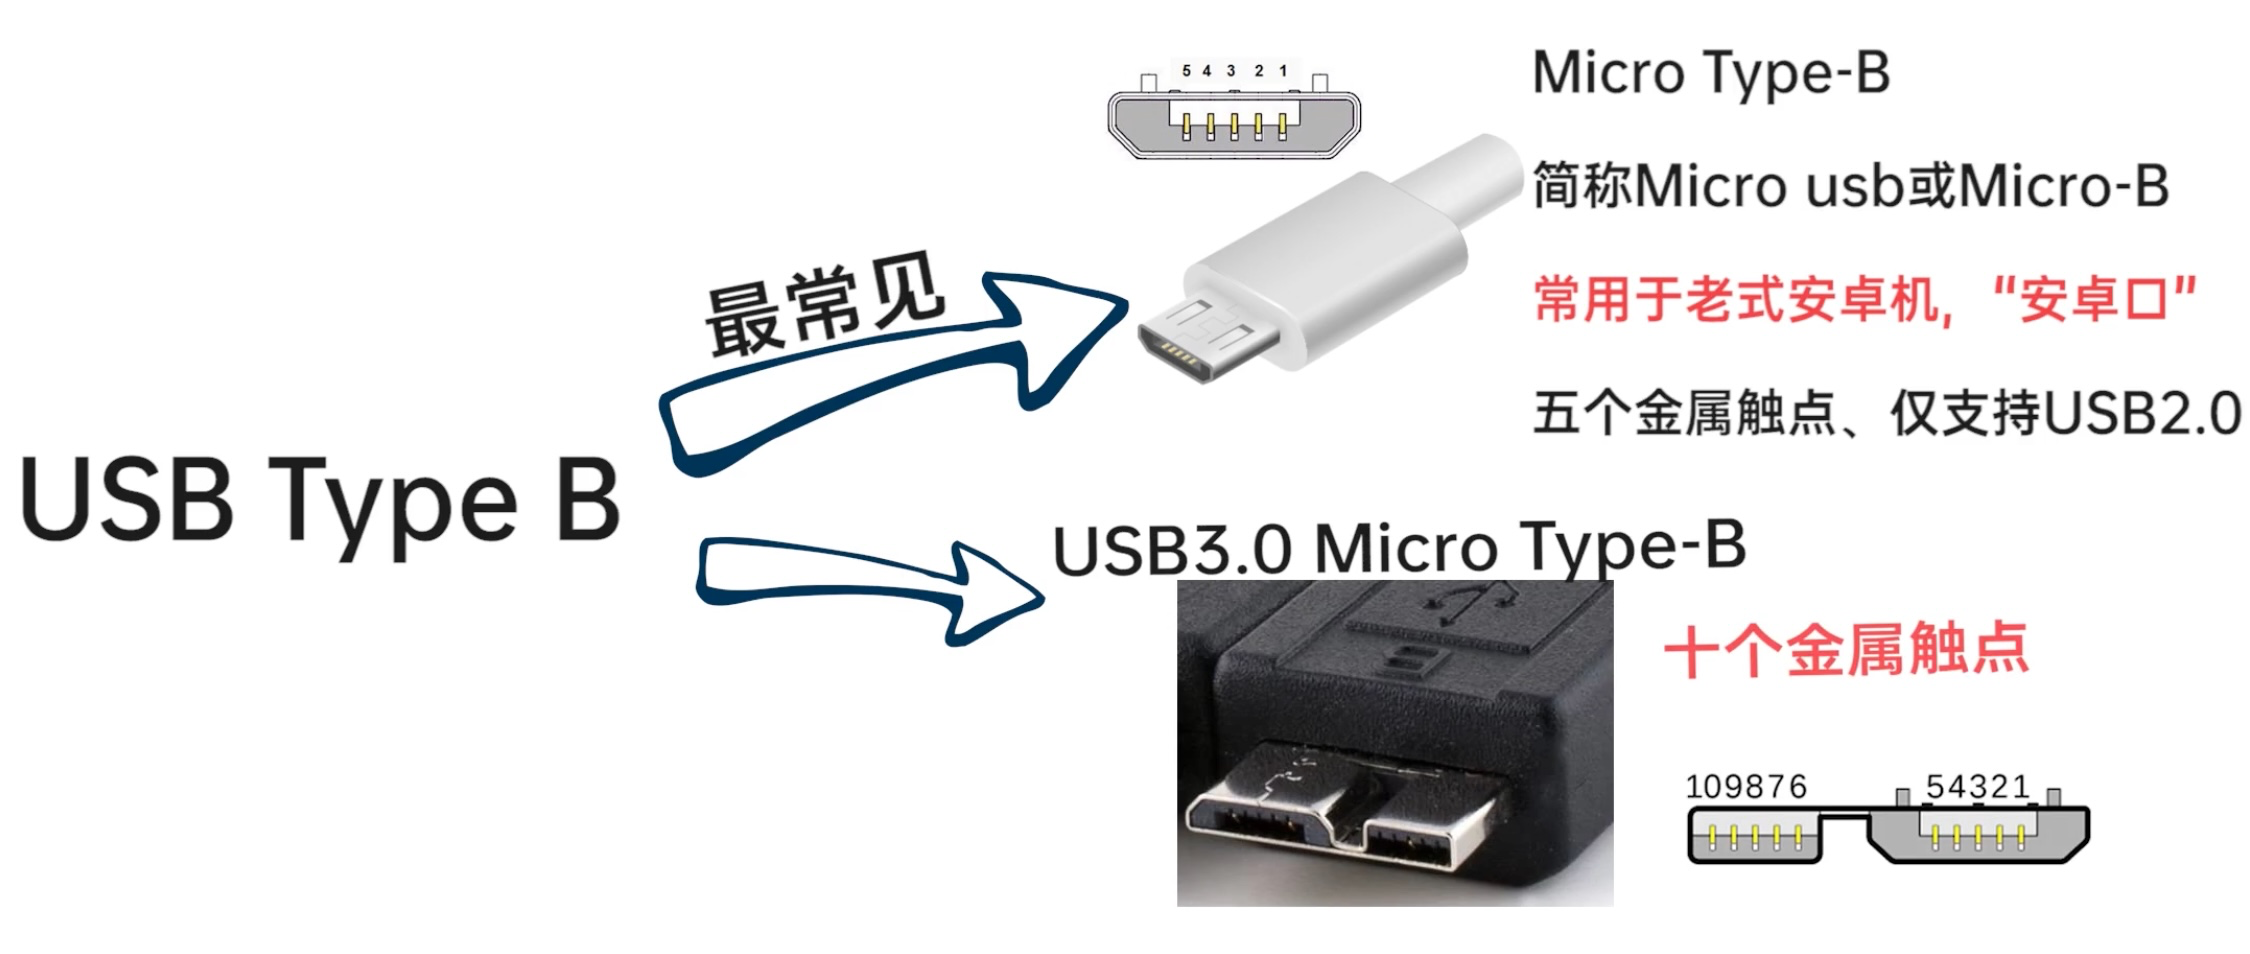 5 4 3 2 1
Micro Type-B
简称Micro usb或Micro-B
最常见
常用于老式安卓机，“安卓口”
五个金属触点、仅支持USB2.0
USB Type B
USB3.0 Micro Type-B
十个金属触点
109876 54321